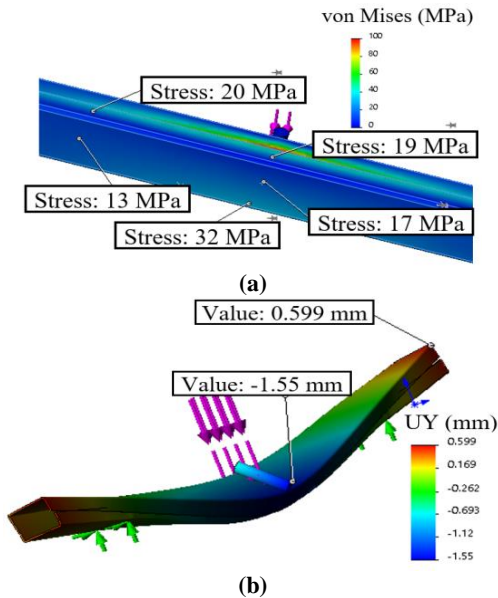 von Mises (MPa)
100
80
60
40
20
0
Stress: 20 MPa
Stress: 19 MPa
Stress: 13 MPa
Stress: 17 MPa
Stress: 32 MPa
(a)
Value: 0.599 mm
Value: -1.55 mm
UY (mm)
0.599
0.169
-0.262
-0.693
-1.12
-1.55
(b)